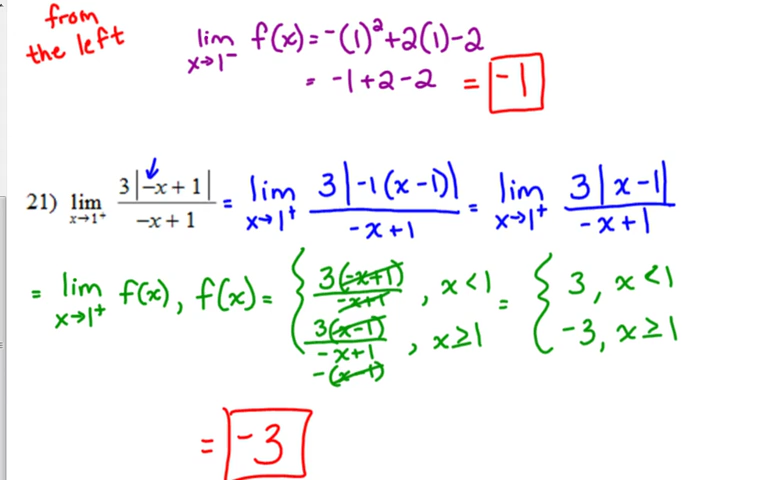 from
the left
lim x→1⁻ f(x) = -(1)² + 2(1) - 2
= -1 + 2 - 2 = -1
21) lim x→1⁺ 3|-x + 1| / -x + 1 = lim x→1⁺ 3|-1(x-1)| / -x+1 = lim x→1⁺ 3|x-1| / -x+1
= lim x→1⁺ f(x), f(x) = { 3(-x+1) / -x+1 , x<1 = { 3, x<1
3(x-1) / -x+1 , x≥1 -3, x≥1
-(x-1)
= -3